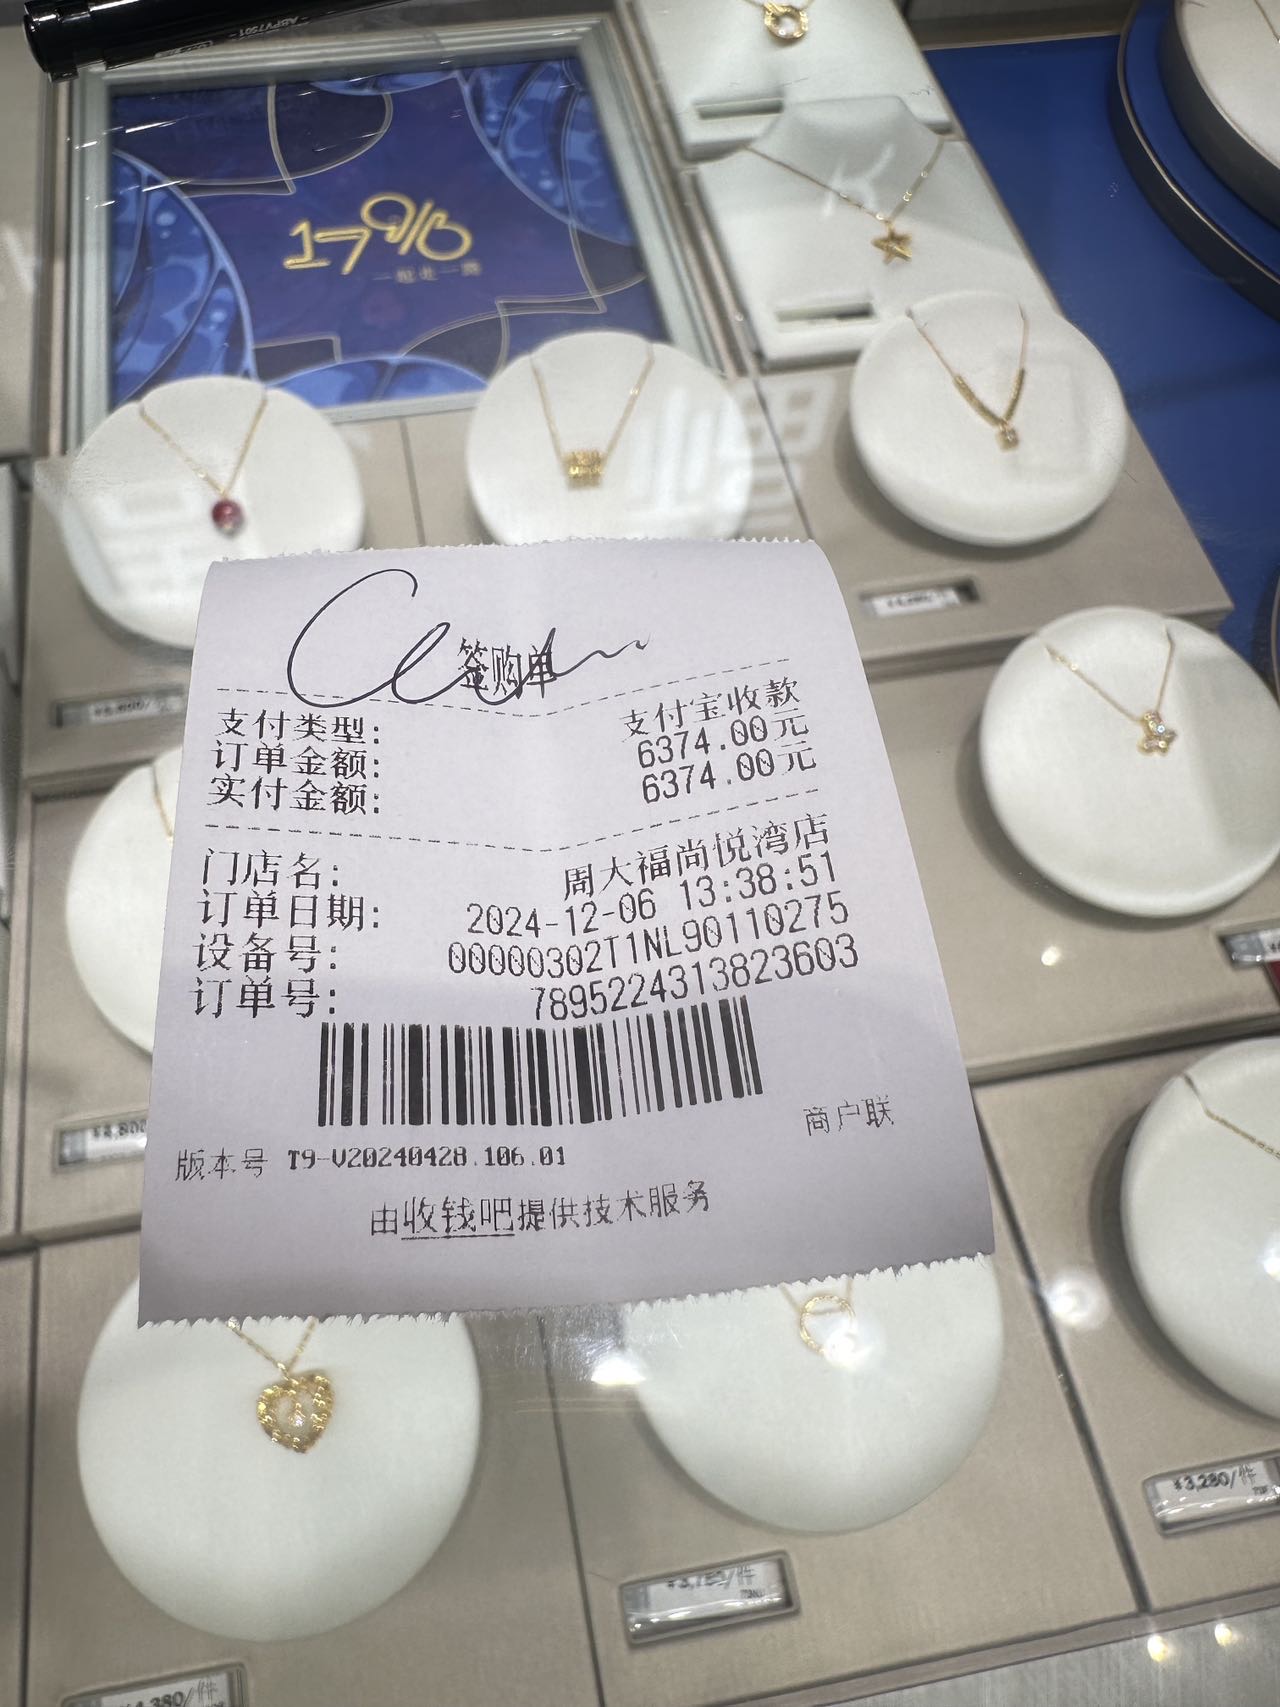 17916
签购单
支付类型: 支付宝收款
订单金额: 6374.00元
实付金额: 6374.00元
门店名: 周大福尚悦湾店
订单日期: 2024-12-06 13:38:51
设备号: 00000302T1NL90110275
订单号: 7895224313823603
商户联
版本号 T9-V20240428.106.01
由收钱吧提供技术服务
¥3,280/件